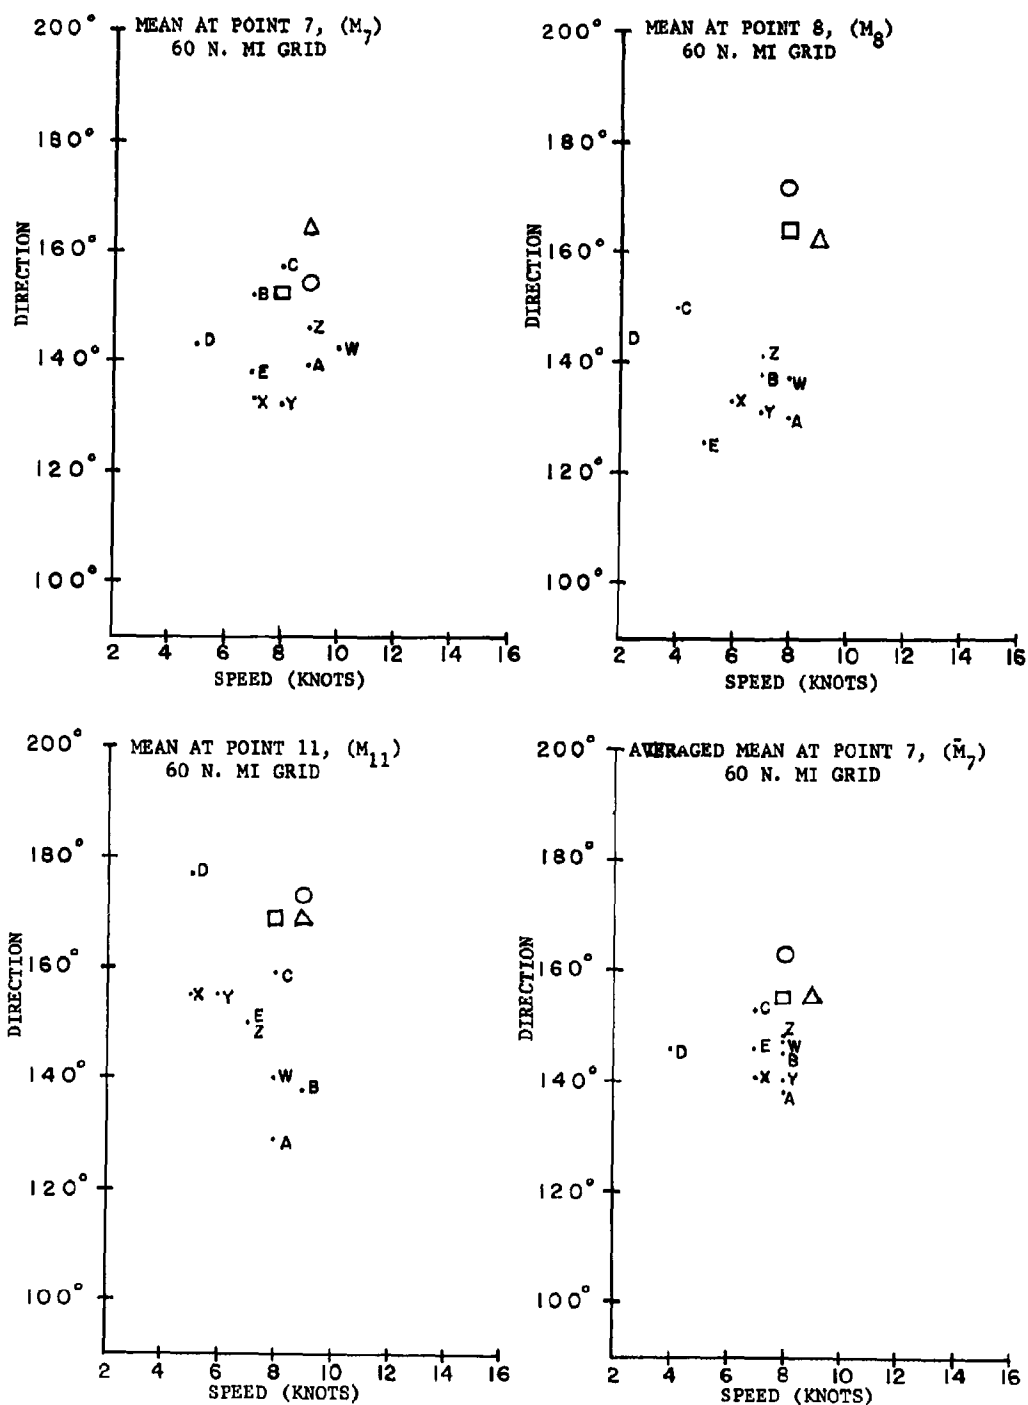 MEAN AT POINT 7, (M7)
60 N. MI GRID
200°
180°
160°
140°
120°
100°
DIRECTION
C
B
Z
D
W
E
A
X
Y
2 4 6 8 10 12 14 16
SPEED (KNOTS)
MEAN AT POINT 8, (M8)
60 N. MI GRID
200°
180°
160°
140°
120°
100°
DIRECTION
C
D
Z
B
W
X
Y
A
E
2 4 6 8 10 12 14 16
SPEED (KNOTS)
MEAN AT POINT 11, (M11)
60 N. MI GRID
200°
180°
160°
140°
120°
100°
DIRECTION
D
C
X
Y
E
Z
W
B
A
2 4 6 8 10 12 14 16
SPEED (KNOTS)
AVERAGED MEAN AT POINT 7, (M̄7)
60 N. MI GRID
200°
180°
160°
140°
120°
100°
DIRECTION
C
Z
E
W
D
B
X
Y
A
2 4 6 8 10 12 14 16
SPEED (KNOTS)